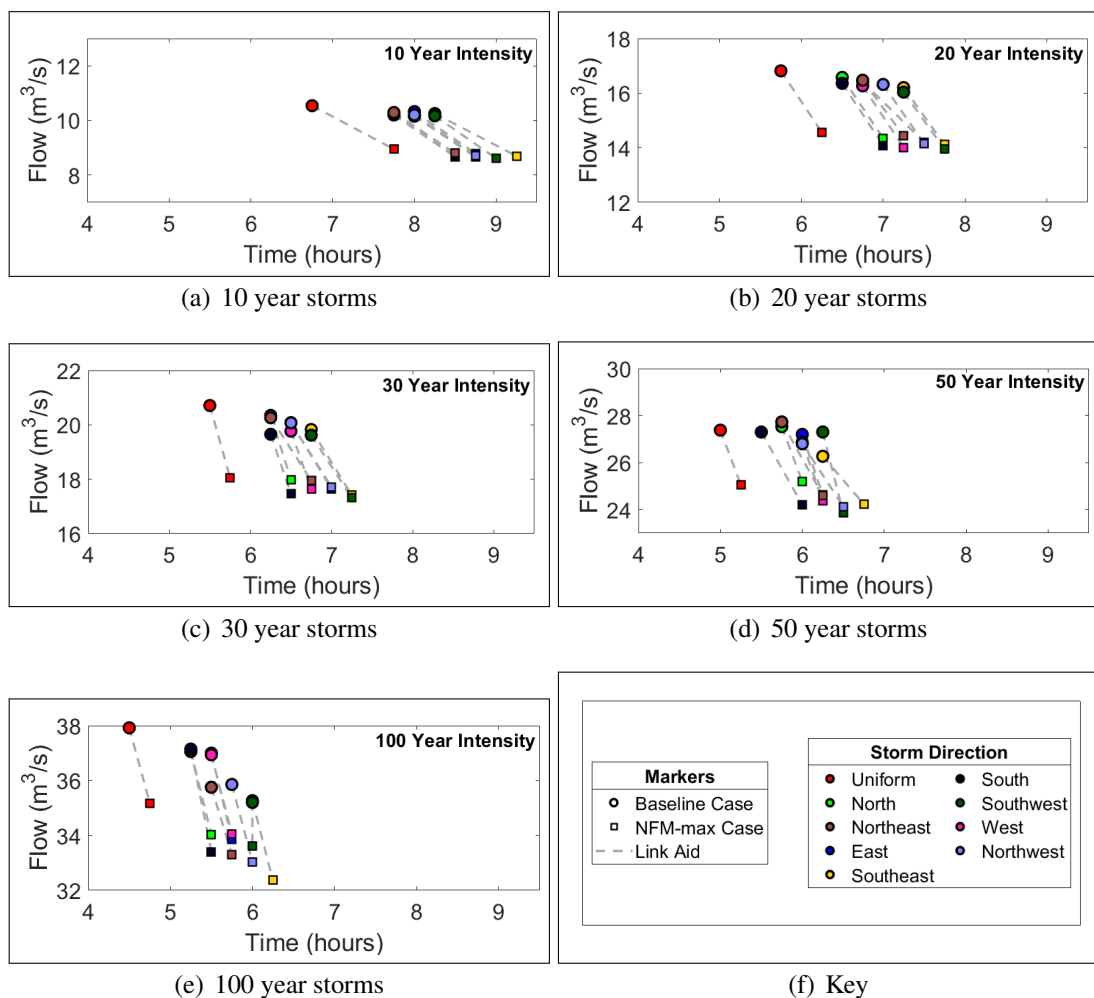 10 Year Intensity
Flow (m³/s)
12
10
8
4 5 6 7 8 9
Time (hours)
(a) 10 year storms
20 Year Intensity
Flow (m³/s)
18
16
14
12
4 5 6 7 8 9
Time (hours)
(b) 20 year storms
30 Year Intensity
Flow (m³/s)
22
20
18
16
4 5 6 7 8 9
Time (hours)
(c) 30 year storms
50 Year Intensity
Flow (m³/s)
30
28
26
24
4 5 6 7 8 9
Time (hours)
(d) 50 year storms
100 Year Intensity
Flow (m³/s)
38
36
34
32
4 5 6 7 8 9
Time (hours)
(e) 100 year storms
Markers
Baseline Case
NFM-max Case
Link Aid
Storm Direction
Uniform
North
Northeast
East
Southeast
South
Southwest
West
Northwest
(f) Key